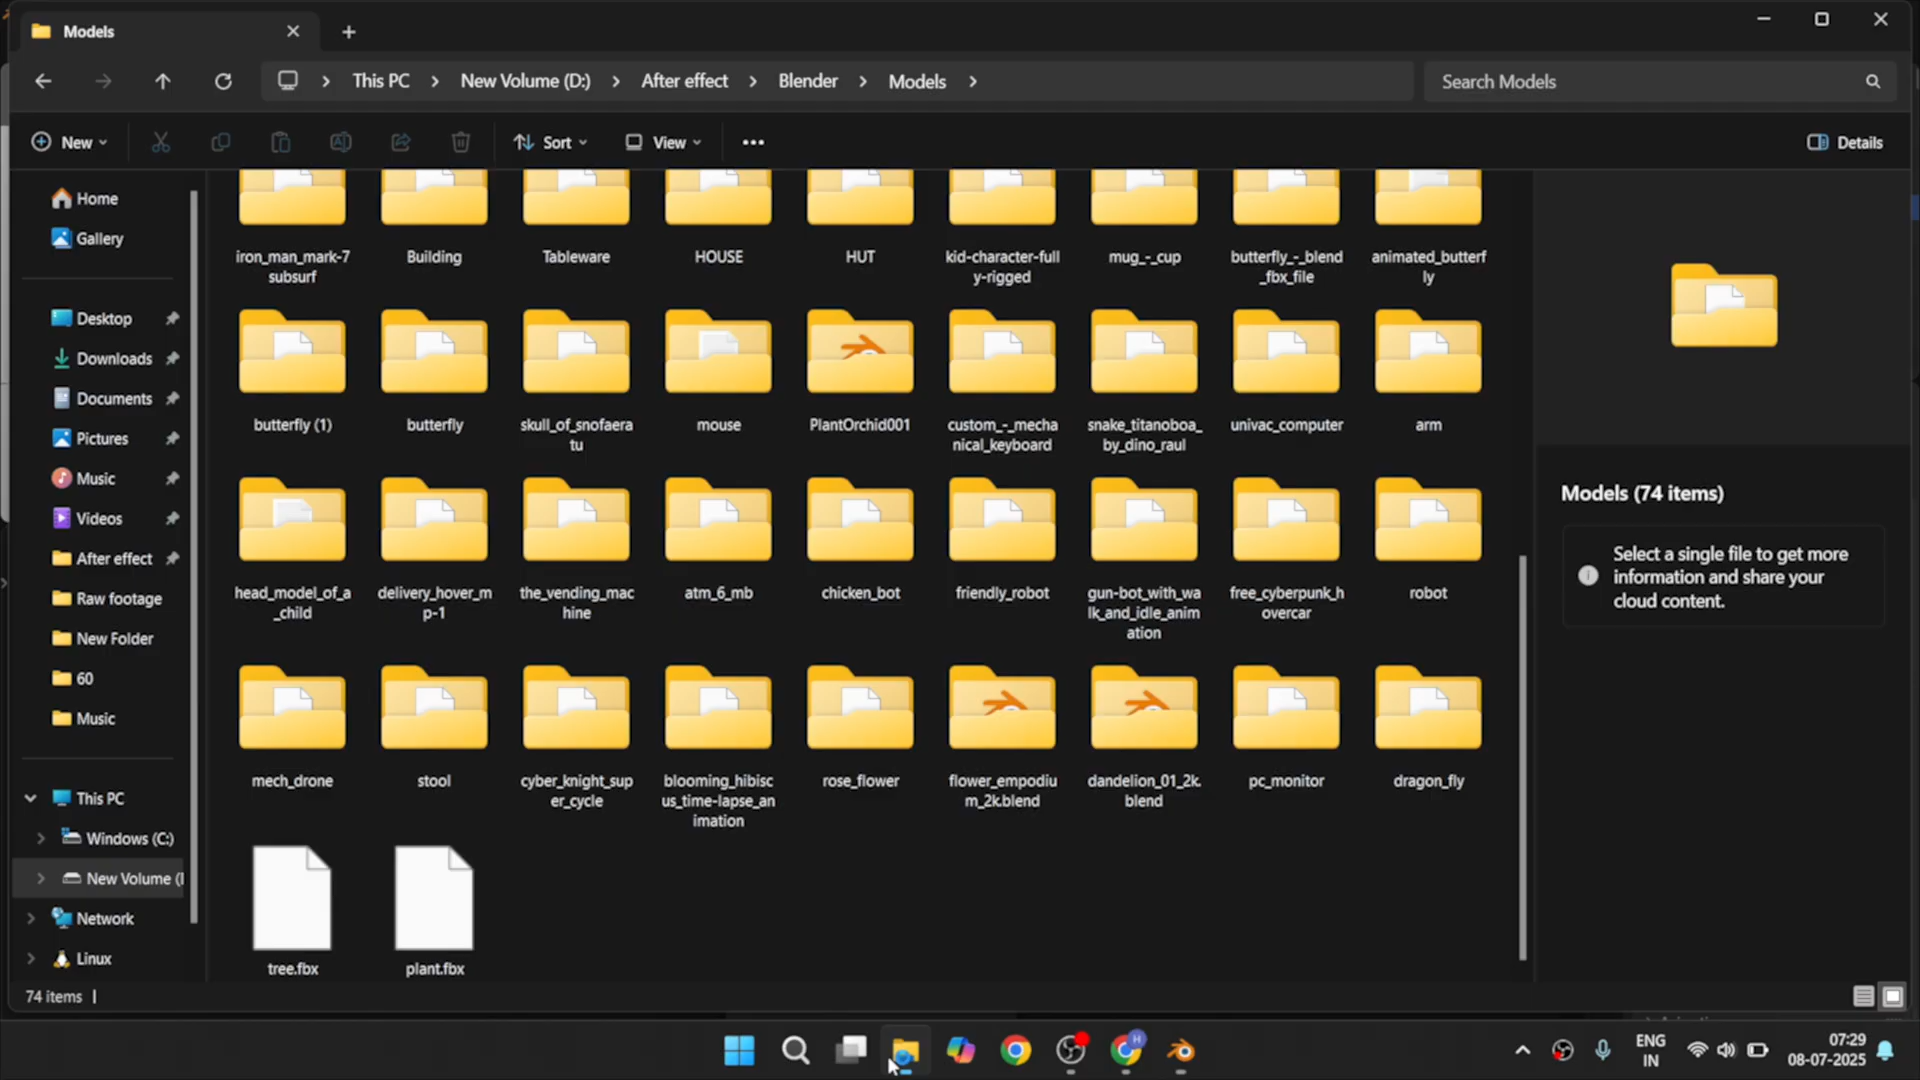 Models
This PC
New Volume (D:)
After effect
Blender
Models
Search Models
New
Sort
View
Details
Home
Gallery
Desktop
Downloads
Documents
Pictures
Music
Videos
After effect
Raw footage
New Folder
60
Music
This PC
Windows (C:)
New Volume (
Network
Linux
iron_man_mark-7
subsurf
Building
Tableware
HOUSE
HUT
kid-character-full
y-rigged
mug_-_cup
butterfly_-_blend
_fbx_file
animated_butterf
ly
butterfly (1)
butterfly
skull_of_snofaera
tu
mouse
PlantOrchid001
custom_-_mecha
nical_keyboard
snake_titanoboa_
by_dino_raul
univac_computer
arm
head_model_of_a
_child
delivery_hover_m
p-1
the_vending_mac
hine
atm_6_mb
chicken_bot
friendly_robot
gun-bot_with_wa
lk_and_idle_anim
ation
free_cyberpunk_h
overcar
robot
mech_drone
stool
cyber_knight_sup
er_cycle
blooming_hibisc
us_time-lapse_an
imation
rose_flower
flower_empodiu
m_2k.blend
dandelion_01_2k.
blend
pc_monitor
dragon_fly
tree.fbx
plant.fbx
Models (74 items)
Select a single file to get more
information and share your
cloud content.
74 items
H
ENG
IN
07:29
08-07-2025